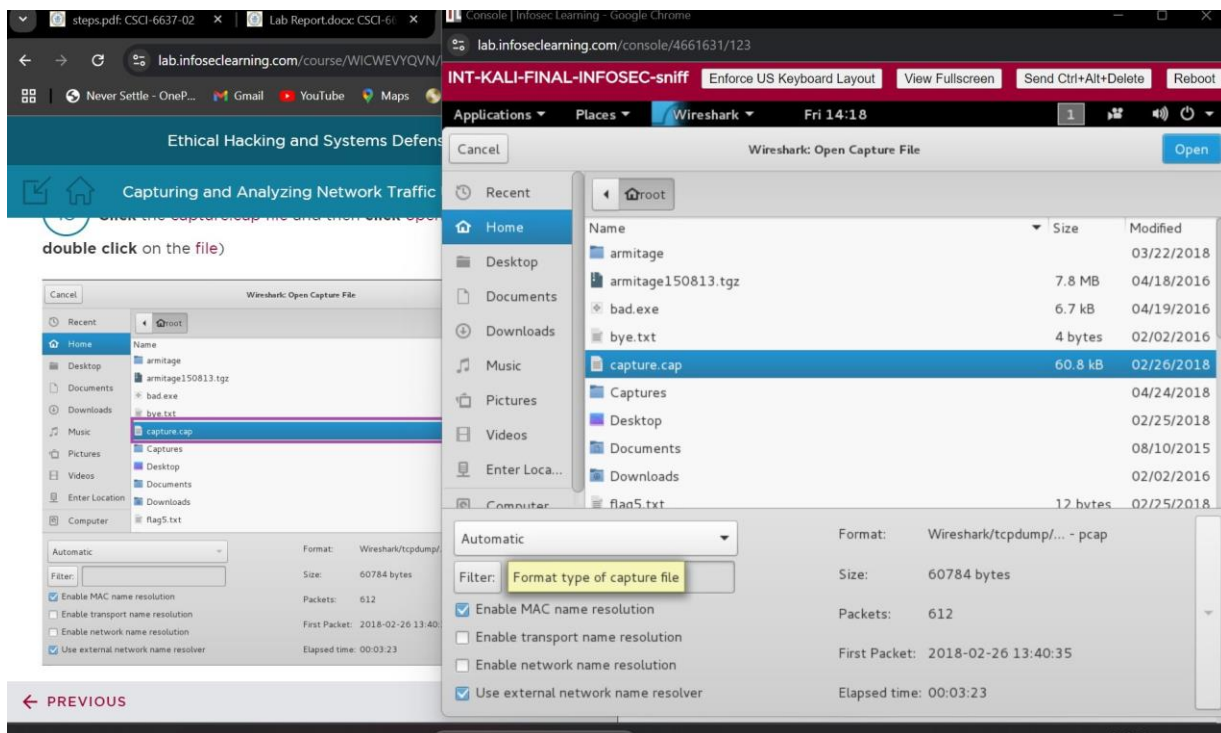 steps.pdf: CSCI-6637-02
Lab Report.docx: CSCI-66
lab.infoseclearning.com/course/WICWEVYQVN/
Never Settle - OneP...
Gmail
YouTube
Maps
Ethical Hacking and Systems Defens
Capturing and Analyzing Network Traffic
double click on the file)
Cancel
Wireshark: Open Capture File
Recent
root
Home
Name
Desktop
armitage
Documents
armitage150813.tgz
Downloads
bad.exe
Music
bye.txt
Pictures
capture.cap
Videos
Captures
Enter Location
Desktop
Computer
Documents
Downloads
flag5.txt
Automatic
Format: Wireshark/tcpdump/
Filter:
Size: 60784 bytes
Enable MAC name resolution
Packets: 612
Enable transport name resolution
First Packet: 2018-02-26 13:40:
Enable network name resolution
Use external network name resolver
Elapsed time: 00:03:23
PREVIOUS
Console | Infosec Learning - Google Chrome
lab.infoseclearning.com/console/4661631/123
INT-KALI-FINAL-INFOSEC-sniff
Enforce US Keyboard Layout
View Fullscreen
Send Ctrl+Alt+Delete
Reboot
Applications
Places
Wireshark
Fri 14:18
1
Cancel
Wireshark: Open Capture File
Open
Recent
Home
Desktop
Documents
Downloads
Music
Pictures
Videos
Enter Loca...
Computer
root
Name Size Modified
armitage 03/22/2018
armitage150813.tgz 7.8 MB 04/18/2016
bad.exe 6.7 kB 04/19/2016
bye.txt 4 bytes 02/02/2016
capture.cap 60.8 kB 02/26/2018
Captures 04/24/2018
Desktop 02/25/2018
Documents 08/10/2015
Downloads 02/02/2016
flag5.txt 12 bytes 02/25/2018
Automatic
Filter:
Format type of capture file
Enable MAC name resolution
Enable transport name resolution
Enable network name resolution
Use external network name resolver
Format: Wireshark/tcpdump/... - pcap
Size: 60784 bytes
Packets: 612
First Packet: 2018-02-26 13:40:35
Elapsed time: 00:03:23